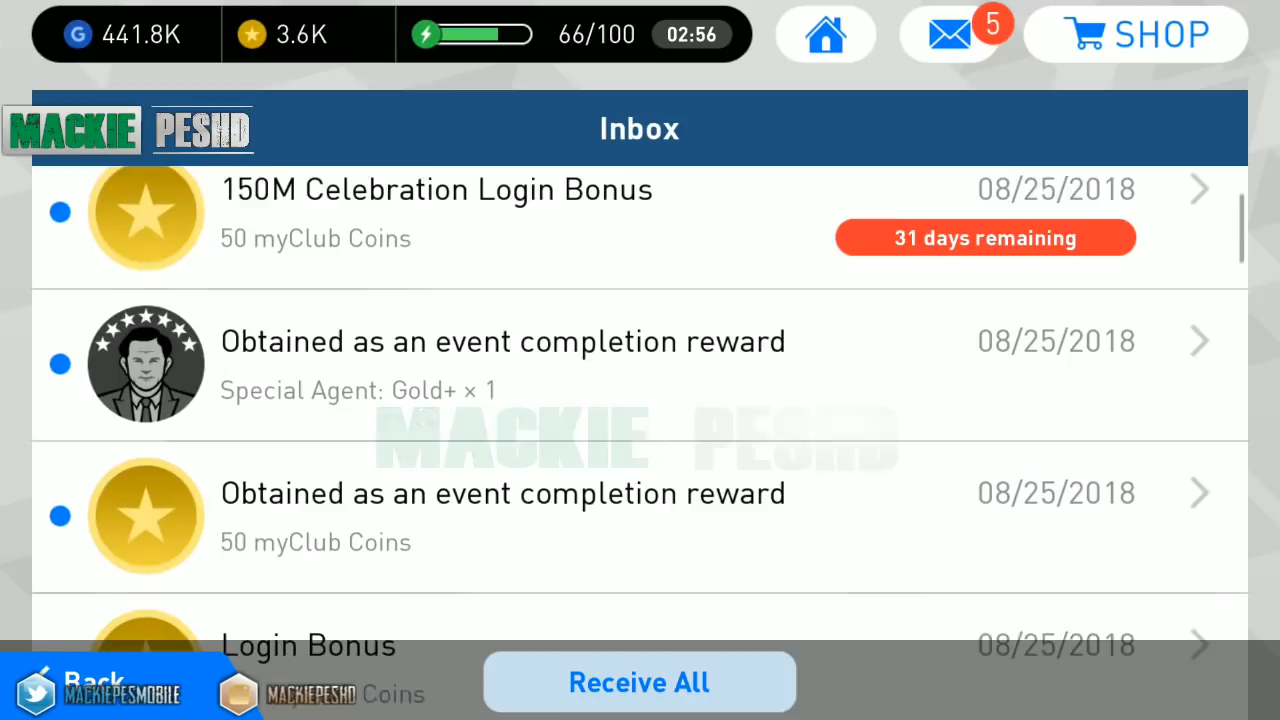 441.8K
3.6K
66/100
02:56
5
SHOP
MACKIE PESHD
Inbox
150M Celebration Login Bonus
08/25/2018
50 myClub Coins
31 days remaining
Obtained as an event completion reward
08/25/2018
Special Agent: Gold+ × 1
MACKIE PESHD
Obtained as an event completion reward
08/25/2018
50 myClub Coins
Login Bonus
08/25/2018
Back
Receive All
MACKIEPESMOBILE
MACKIEPESHD
Coins